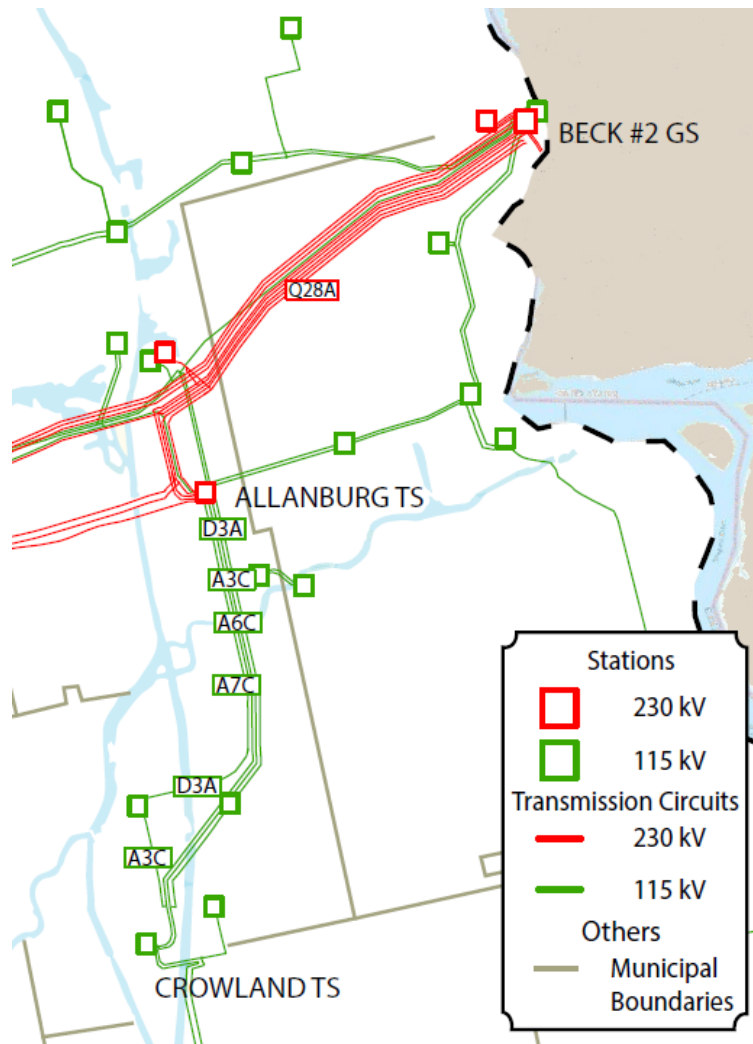 BECK #2 GS
Q28A
ALLANBURG TS
D3A
A3C
A6C
A7C
D3A
A3C
CROWLAND TS
Stations
230 kV
115 kV
Transmission Circuits
230 kV
115 kV
Others
Municipal
Boundaries